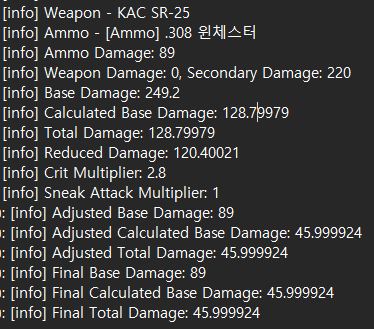 [info] Weapon - KAC SR-25
[info] Ammo - [Ammo] .308 윈체스터
[info] Ammo Damage: 89
[info] Weapon Damage: 0, Secondary Damage: 220
[info] Base Damage: 249.2
[info] Calculated Base Damage: 128.79979
[info] Total Damage: 128.79979
[info] Reduced Damage: 120.40021
[info] Crit Multiplier: 2.8
[info] Sneak Attack Multiplier: 1
: [info] Adjusted Base Damage: 89
: [info] Adjusted Calculated Base Damage: 45.999924
: [info] Adjusted Total Damage: 45.999924
: [info] Final Base Damage: 89
: [info] Final Calculated Base Damage: 45.999924
: [info] Final Total Damage: 45.999924